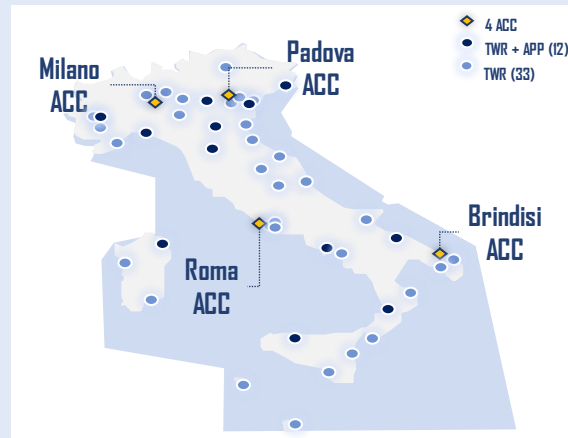 4 ACC
TWR + APP (12)
TWR (33)
Padova
ACC
Milano
ACC
Brindisi
ACC
Roma
ACC